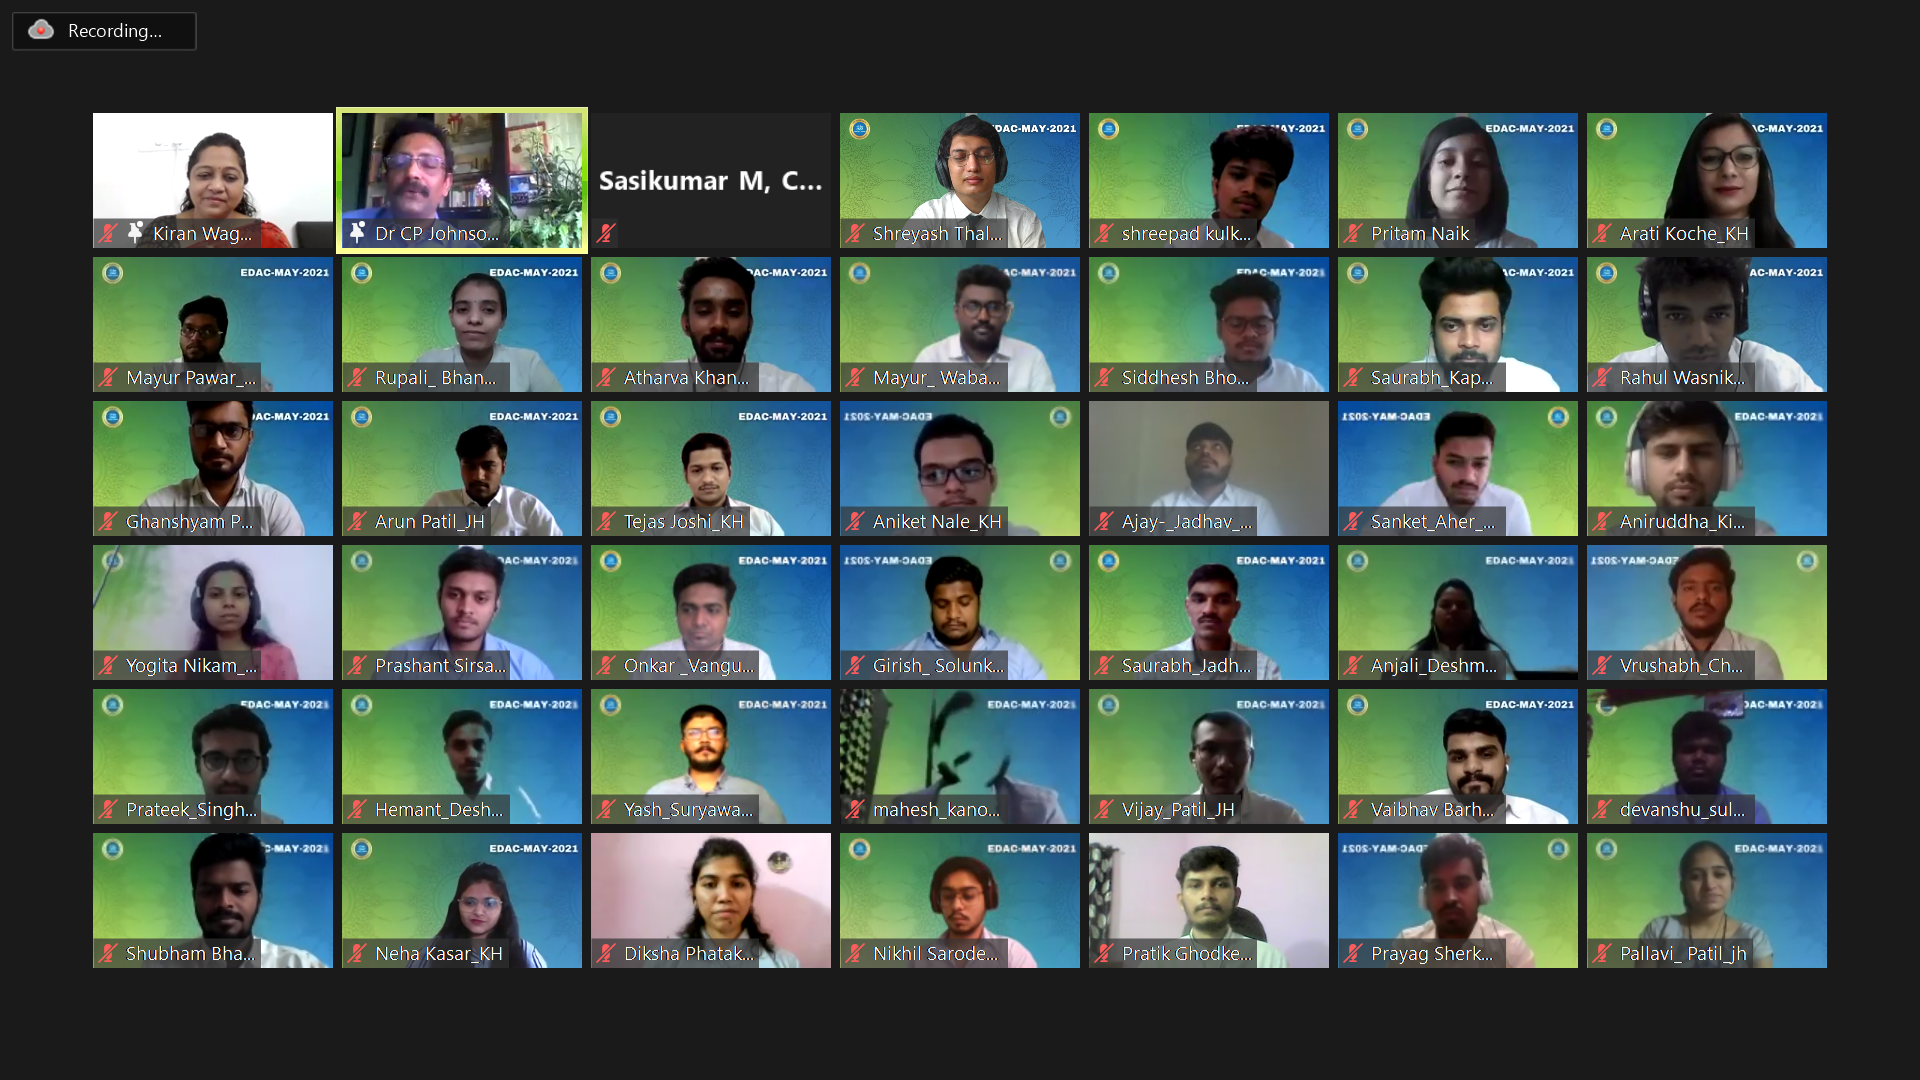 Recording...
Sasikumar M, C...
EDAC-MAY-2021
AY-2021
EDAC-MAY-2021
AC-MAY-2021
Kiran Wag...
Dr CP Johnso...
Shreyash Thal...
shreepad kulk...
Pritam Naik
Arati Koche_KH
EDAC-MAY-2021
AC-MAY-2021
AC-MAY-2021
EDAC-MAY-2021
AC-MAY-2021
AC-MAY-2021
Mayur Pawar_...
Rupali_ Bhan...
Atharva Khan...
Mayur_ Waba...
Siddhesh Bho...
Saurabh_Kap...
Rahul Wasnik...
AC-MAY-2021
EDAC-MAY-2021
EDAC-MAY-2021
EDAC-MAY-2021
EDAC-MAY-2021
EDAC-MAY-2021
Ghanshyam P...
Arun Patil_JH
Tejas Joshi_KH
Aniket Nale_KH
Ajay-_Jadhav_...
Sanket_Aher_...
Aniruddha_Ki...
AC-MAY-2021
EDAC-MAY-2021
EDAC-MAY-2021
EDAC-MAY-2021
EDAC-MAY-2021
EDAC-MAY-2021
Yogita Nikam_...
Prashant Sirsa...
Onkar _Vangu...
Girish_ Solunk...
Saurabh_Jadh...
Anjali_Deshm...
Vrushabh_Ch...
EDAC-MAY-2021
EDAC-MAY-2021
EDAC-MAY-2021
EDAC-MAY-2021
EDAC-MAY-2021
EDAC-MAY-2021
AC-MAY-2021
Prateek_Singh...
Hemant_Desh...
Yash_Suryawa...
mahesh_kano...
Vijay_Patil_JH
Vaibhav Barh...
devanshu_sul...
C-MAY-2021
EDAC-MAY-2021
EDAC-MAY-2021
DAC-MAY-2021
EDAC-MAY-2021
Shubham Bha...
Neha Kasar_KH
Diksha Phatak...
Nikhil Sarode...
Pratik Ghodke...
Prayag Sherk...
Pallavi_ Patil_jh